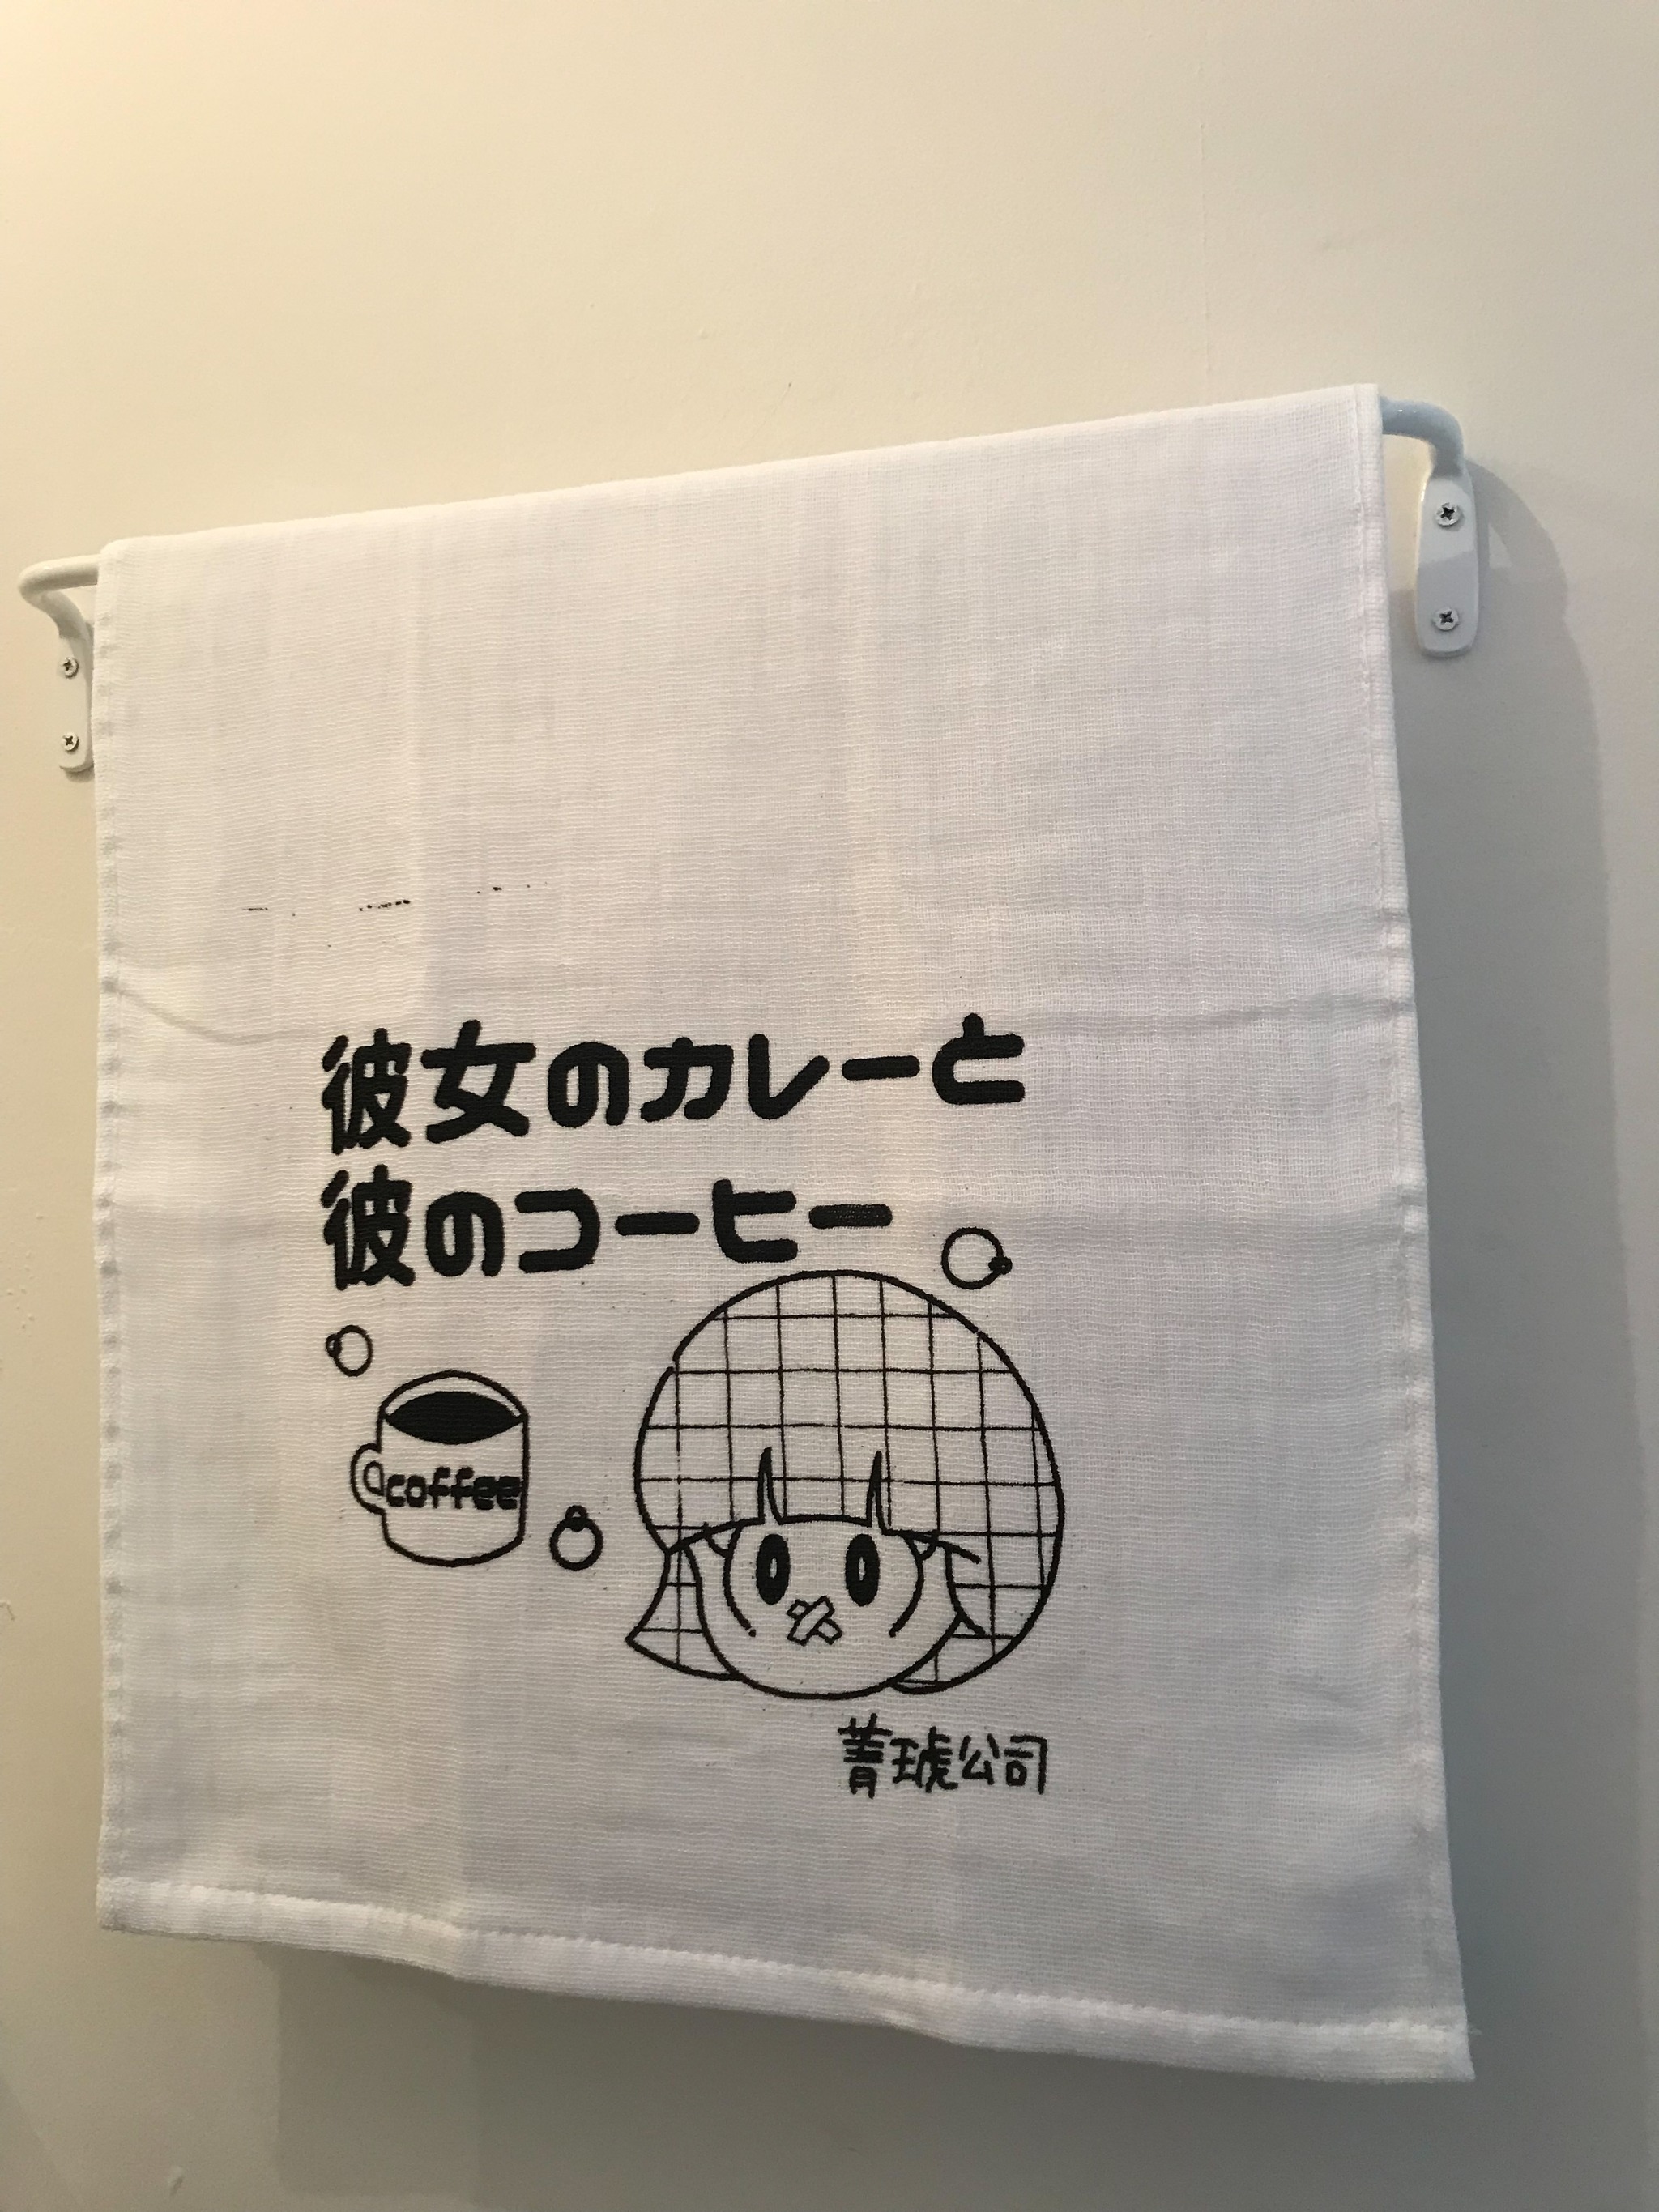 彼女のカレーと
彼のコーヒー
coffee
菁琥公司